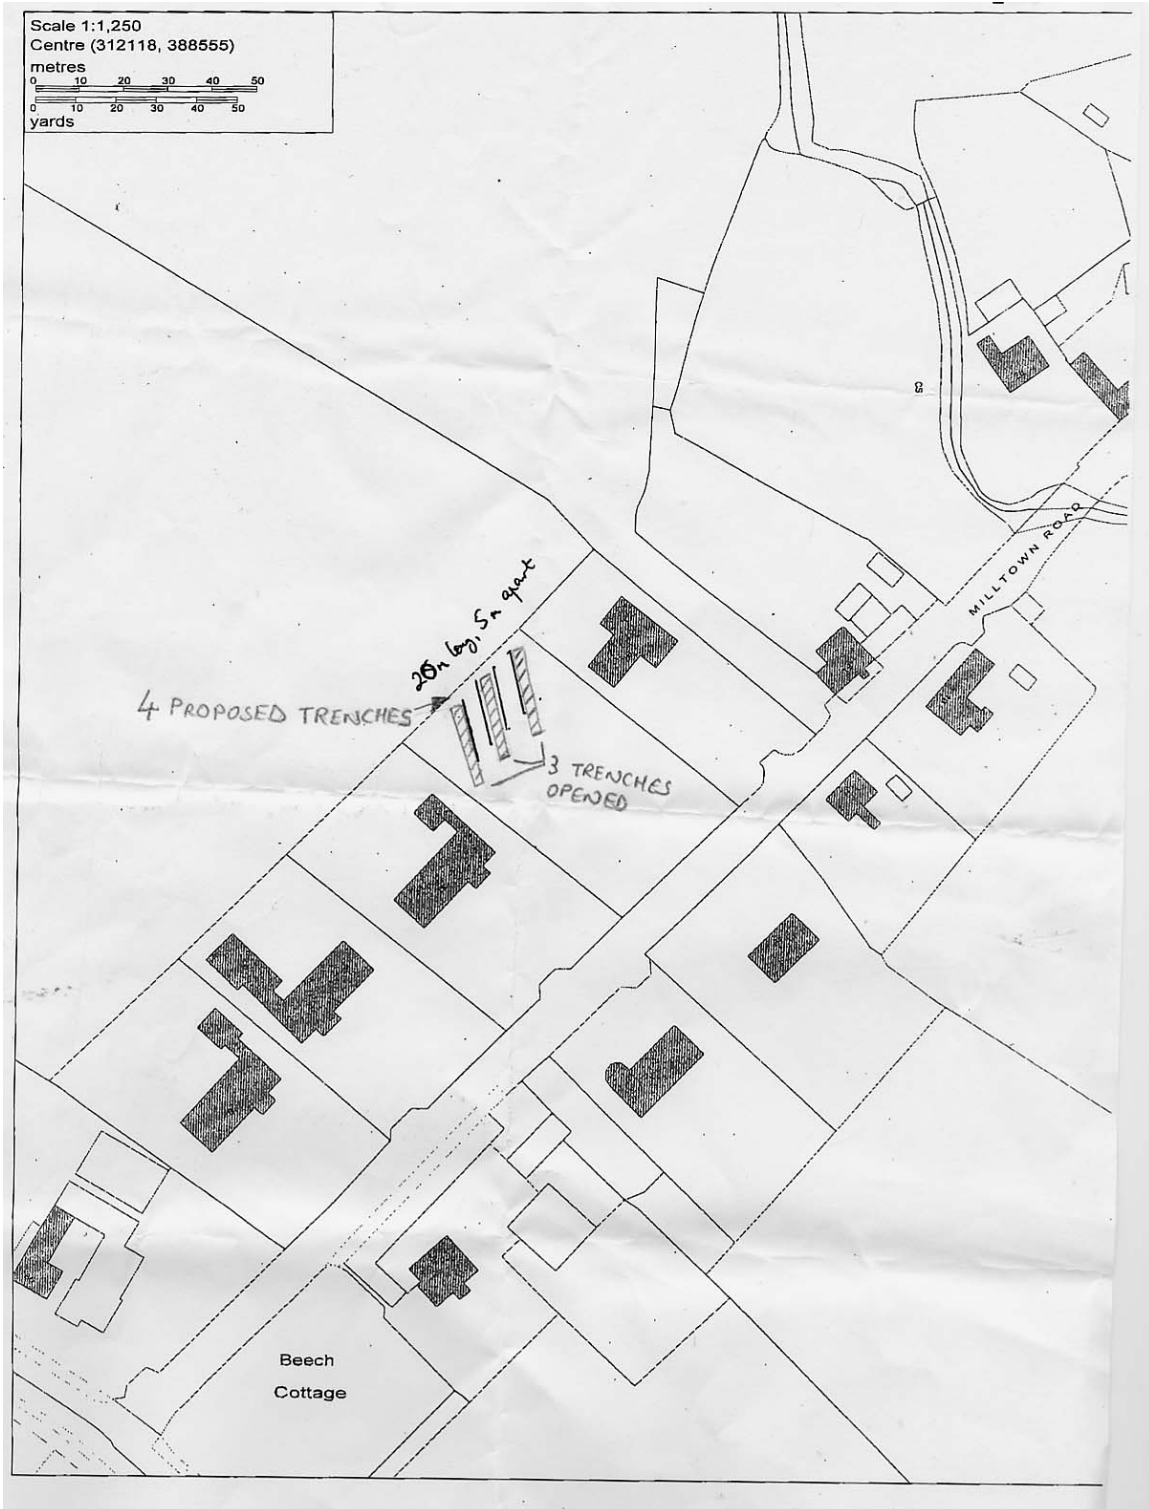 Scale 1:1,250
Centre (312118, 388555)
metres
0 10 20 30 40 50
0 10 20 30 40 50
yards
MILLTOWN ROAD
20m long, 5m apart
4 PROPOSED TRENCHES
3 TRENCHES
OPENED
Beech
Cottage